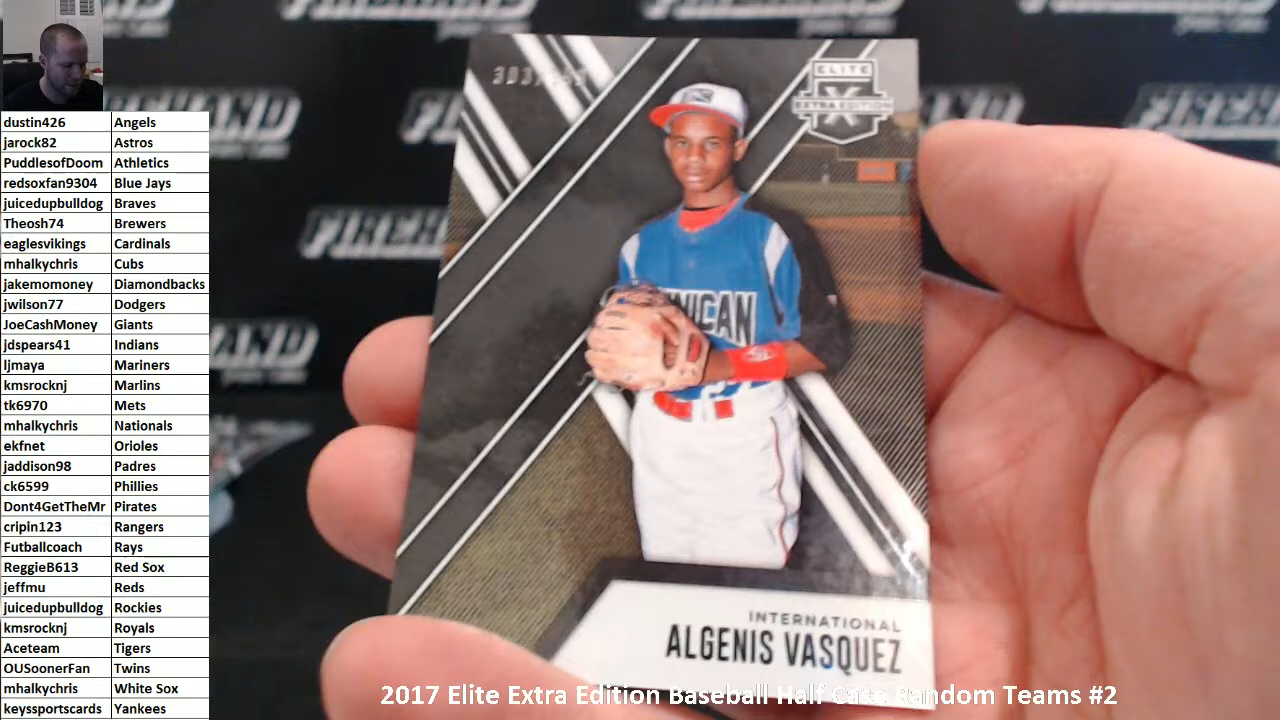 dustin426 Angels
jarock82 Astros
PuddlesofDoom Athletics
redsoxfan9304 Blue Jays
juicedupbulldog Braves
Theosh74 Brewers
eaglesvikings Cardinals
mhalkychris Cubs
jakemomoney Diamondbacks
jwilson77 Dodgers
JoeCashMoney Giants
jdspears41 Indians
ljmaya Mariners
kmsrocknj Marlins
tk6970 Mets
mhalkychris Nationals
ekfnet Orioles
jaddison98 Padres
ck6599 Phillies
Dont4GetTheMr Pirates
cripin123 Rangers
Futballcoach Rays
ReggieB613 Red Sox
jeffmu Reds
juicedupbulldog Rockies
kmsrocknj Royals
Aceteam Tigers
OUSoonerFan Twins
mhalkychris White Sox
keyssportscards Yankees
FIREHAND
FIREHAND
ELITE
EXTRA EDITION
INTERNATIONAL
ALGENIS VASQUEZ
2017 Elite Extra Edition Baseball Half Case Random Teams #2